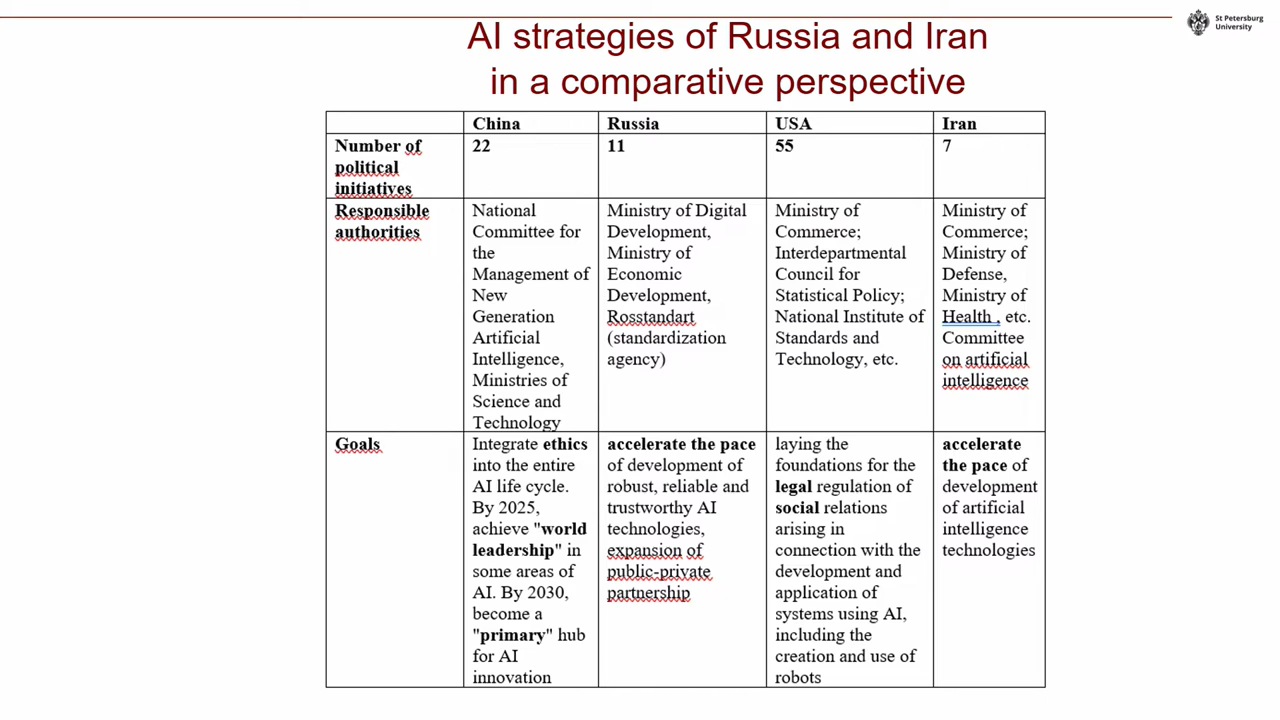 St Petersburg
University
AI strategies of Russia and Iran
in a comparative perspective
China
Russia
USA
Iran
Number of
political
initiatives
22
11
55
7
Responsible
authorities
National
Committee for
the
Management of
New
Generation
Artificial
Intelligence,
Ministries of
Science and
Technology
Ministry of Digital
Development,
Ministry of
Economic
Development,
Rosstandart
(standardization
agency)
Ministry of
Commerce;
Interdepartmental
Council for
Statistical Policy;
National Institute of
Standards and
Technology, etc.
Ministry of
Commerce;
Ministry of
Defense,
Ministry of
Health , etc.
Committee
on artificial
intelligence
Goals
Integrate ethics
into the entire
AI life cycle.
By 2025,
achieve "world
leadership" in
some areas of
AI. By 2030,
become a
"primary" hub
for AI
innovation
accelerate the pace
of development of
robust, reliable and
trustworthy AI
technologies,
expansion of
public-private
partnership
laying the
foundations for the
legal regulation of
social relations
arising in
connection with the
development and
application of
systems using AI,
including the
creation and use of
robots
accelerate
the pace of
development
of artificial
intelligence
technologies